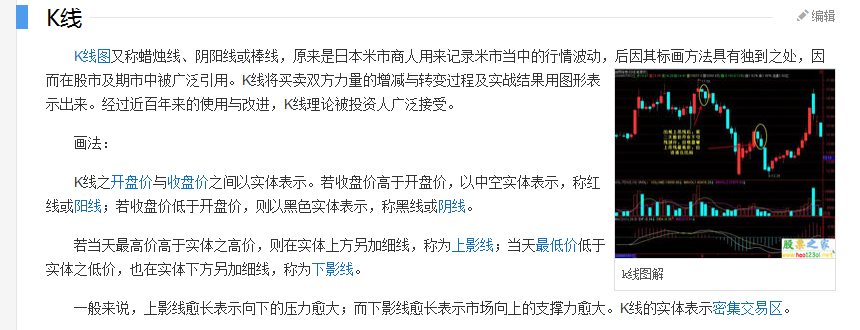 K线
编辑
K线图又称蜡烛线、阴阳线或棒线，原来是日本米市商人用来记录米市当中的行情波动，后因其标画方法具有独到之处，因
而在股市及期市中被广泛引用。K线将买卖双方力量的增减与转变过程及实战结果用图形表
示出来。经过近百年来的使用与改进，K线理论被投资人广泛接受。
画法：
K线之开盘价与收盘价之间以实体表示。若收盘价高于开盘价，以中空实体表示，称红
线或阳线；若收盘价低于开盘价，则以黑色实体表示，称黑线或阴线。
若当天最高价高于实体之高价，则在实体上方另加细线，称为上影线；当天最低价低于
实体之低价，也在实体下方另加细线，称为下影线。
股票之家
k线图解
一般来说，上影线愈长表示向下的压力愈大；而下影线愈长表示市场向上的支撑力愈大。K线的实体表示密集交易区。